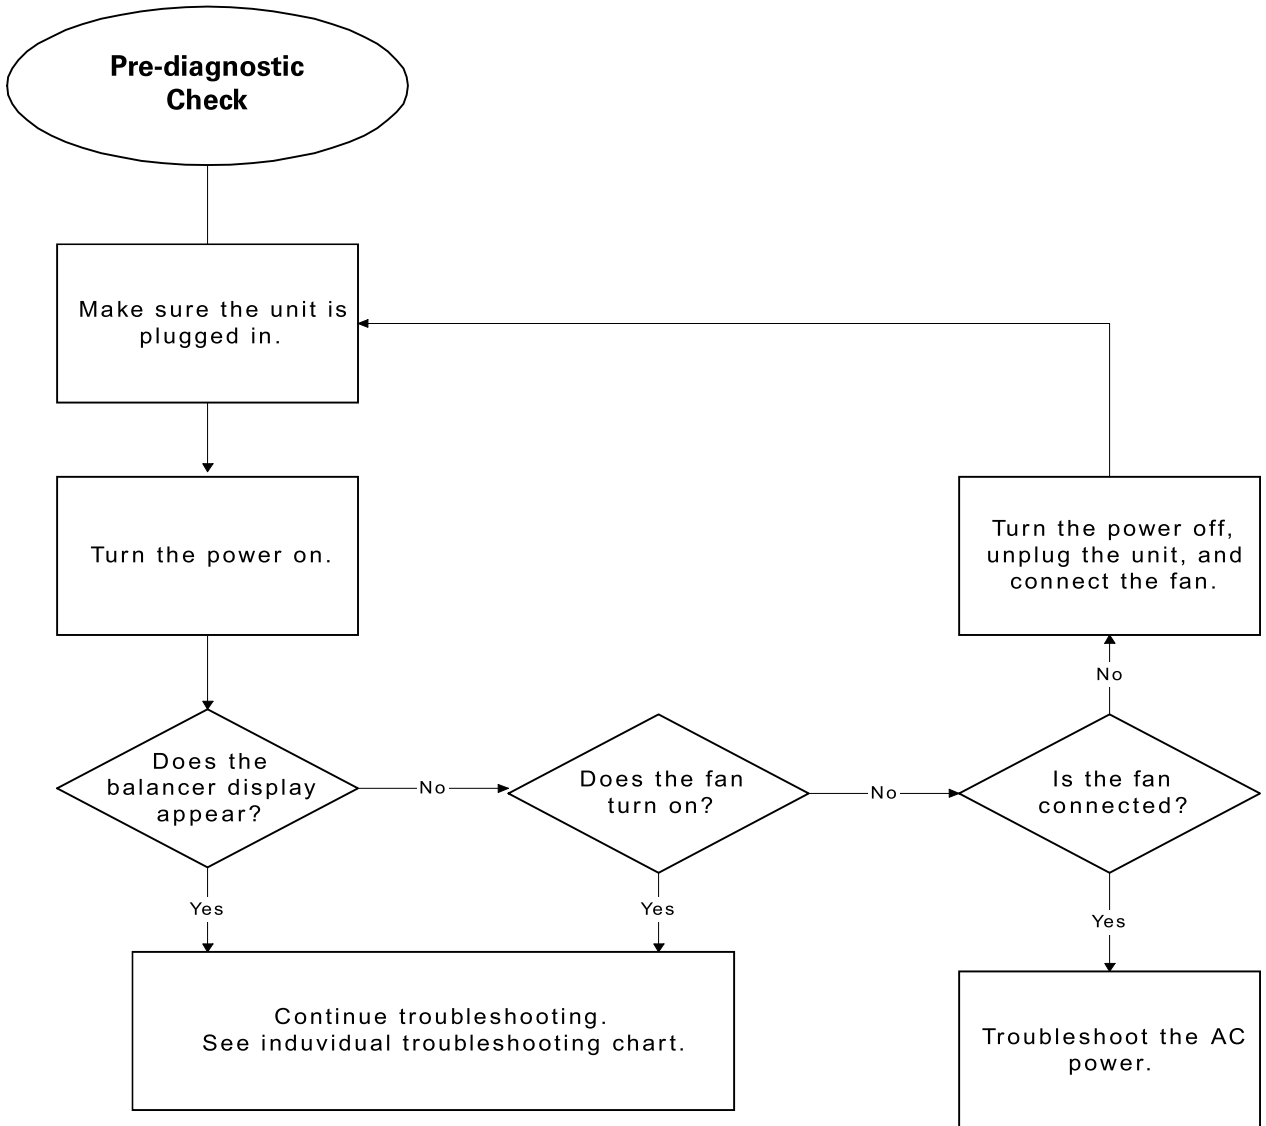 Pre-diagnostic
Check
Make sure the unit is
plugged in.
Turn the power on.
Turn the power off,
unplug the unit, and
connect the fan.
No
Does the
balancer display
appear?
No
Does the fan
turn on?
No
Is the fan
connected?
Yes
Yes
Yes
Continue troubleshooting.
See induvidual troubleshooting chart.
Troubleshoot the AC
power.